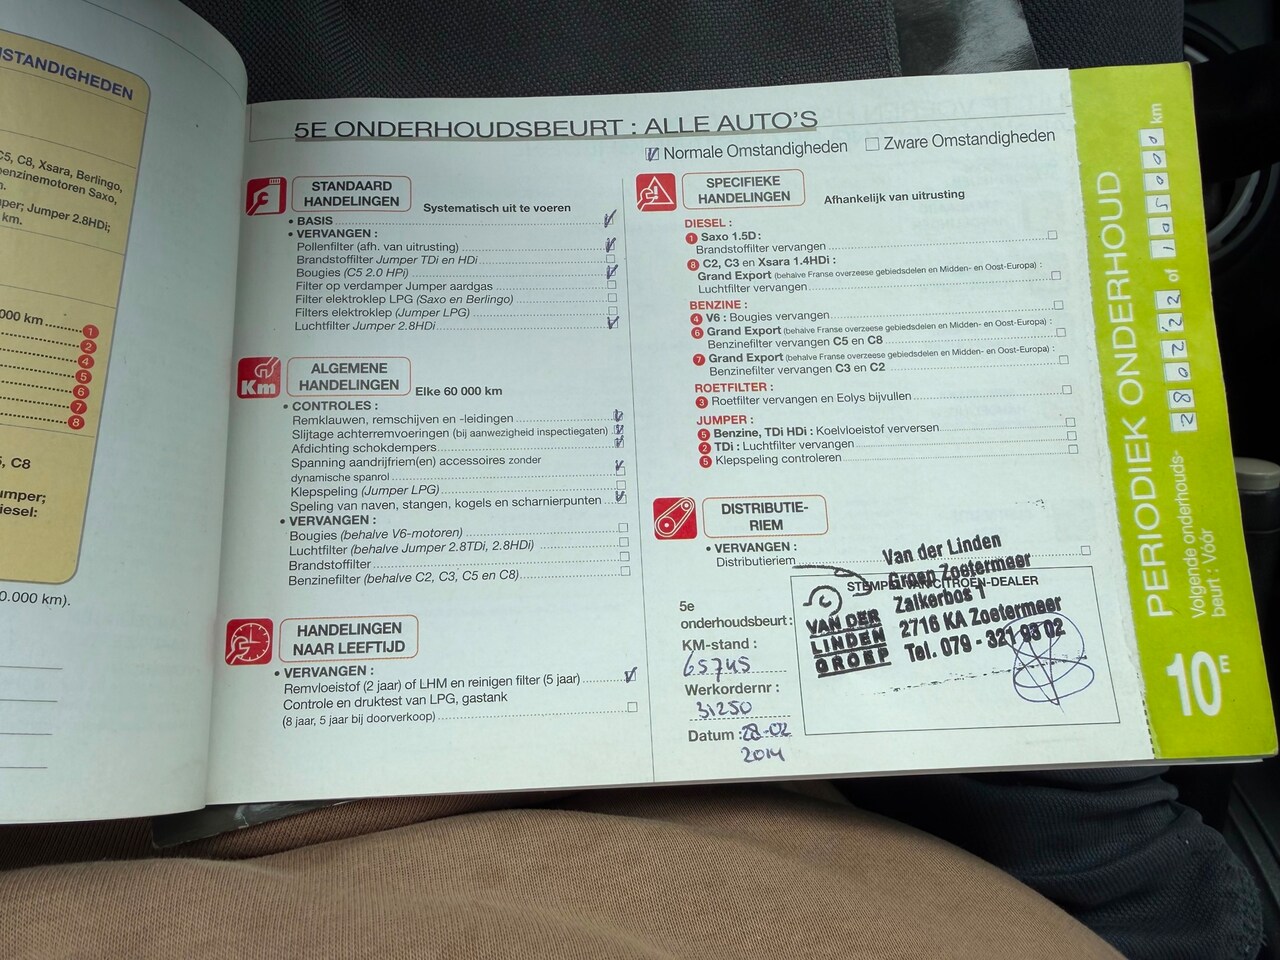 STANDIGHEDEN
C5, C8, Xsara, Berlingo,
benzinemotoren Saxo,
m.
per; Jumper 2.8HDi;
km.
000 km
1
2
4
5
6
7
8
5, C8
umper;
diesel:
0.000 km).
5E ONDERHOUDSBEURT : ALLE AUTO'S
Normale Omstandigheden
Zware Omstandigheden
STANDAARD
HANDELINGEN
Systematisch uit te voeren
• BASIS
• VERVANGEN :
Pollenfilter (afh. van uitrusting)
Brandstoffilter Jumper TDi en HDi
Bougies (C5 2.0 HPi)
Filter op verdamper Jumper aardgas
Filter elektroklep LPG (Saxo en Berlingo)
Filters elektroklep (Jumper LPG)
Luchtfilter Jumper 2.8HDi
Km
ALGEMENE
HANDELINGEN
Elke 60 000 km
• CONTROLES :
Remklauwen, remschijven en -leidingen
Slijtage achterremvoeringen (bij aanwezigheid inspectiegaten)
Afdichting schokdempers
Spanning aandrijfriem(en) accessoires zonder
dynamische spanrol
Klepspeling (Jumper LPG)
Speling van naven, stangen, kogels en scharnierpunten
• VERVANGEN :
Bougies (behalve V6-motoren)
Luchtfilter (behalve Jumper 2.8TDi, 2.8HDi)
Brandstoffilter
Benzinefilter (behalve C2, C3, C5 en C8)
HANDELINGEN
NAAR LEEFTIJD
• VERVANGEN :
Remvloeistof (2 jaar) of LHM en reinigen filter (5 jaar)
Controle en druktest van LPG, gastank
(8 jaar, 5 jaar bij doorverkoop)
SPECIFIEKE
HANDELINGEN
Afhankelijk van uitrusting
DIESEL :
1 Saxo 1.5D :
Brandstoffilter vervangen
8 C2, C3 en Xsara 1.4HDi :
Grand Export (behalve Franse overzeese gebiedsdelen en Midden- en Oost-Europa) :
Luchtfilter vervangen
BENZINE :
4 V6 : Bougies vervangen
6 Grand Export (behalve Franse overzeese gebiedsdelen en Midden- en Oost-Europa) :
Benzinefilter vervangen C5 en C8
7 Grand Export (behalve Franse overzeese gebiedsdelen en Midden- en Oost-Europa) :
Benzinefilter vervangen C3 en C2
ROETFILTER :
3 Roetfilter vervangen en Eolys bijvullen
JUMPER :
5 Benzine, TDi HDi : Koelvloeistof verversen
2 TDi : Luchtfilter vervangen
5 Klepspeling controleren
DISTRIBUTIE-
RIEM
• VERVANGEN :
Distributieriem
5e
onderhoudsbeurt :
KM-stand :
65745
Werkordernr :
31250
Datum : 28-02
2014
STEMPEL VAN CITROËN-DEALER
VAN DER
LINDEN
GROEP
Van der Linden
Groep Zoetermeer
Zalkerbos 1
2716 KA Zoetermeer
Tel. 079 - 321 93 02
PERIODIEK ONDERHOUD
Volgende onderhouds-
beurt : Vóór
280222 of 105000 km
10E